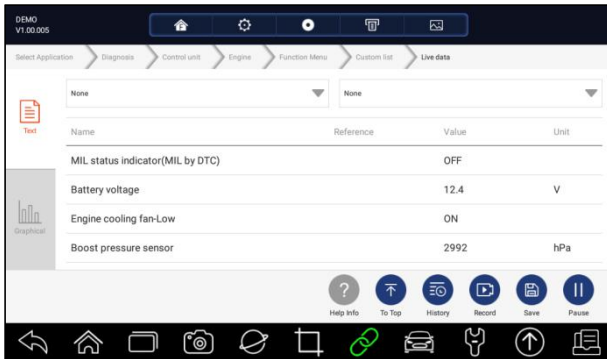 DEMO
V1.00.005
Select Application Diagnosis Control unit Engine Function Menu Custom list Live data
None None
Text
Name Reference Value Unit
MIL status indicator(MIL by DTC) OFF
Battery voltage 12.4 V
Engine cooling fan-Low ON
Boost pressure sensor 2992 hPa
Graphical
Help Info To Top History Record Save Pause